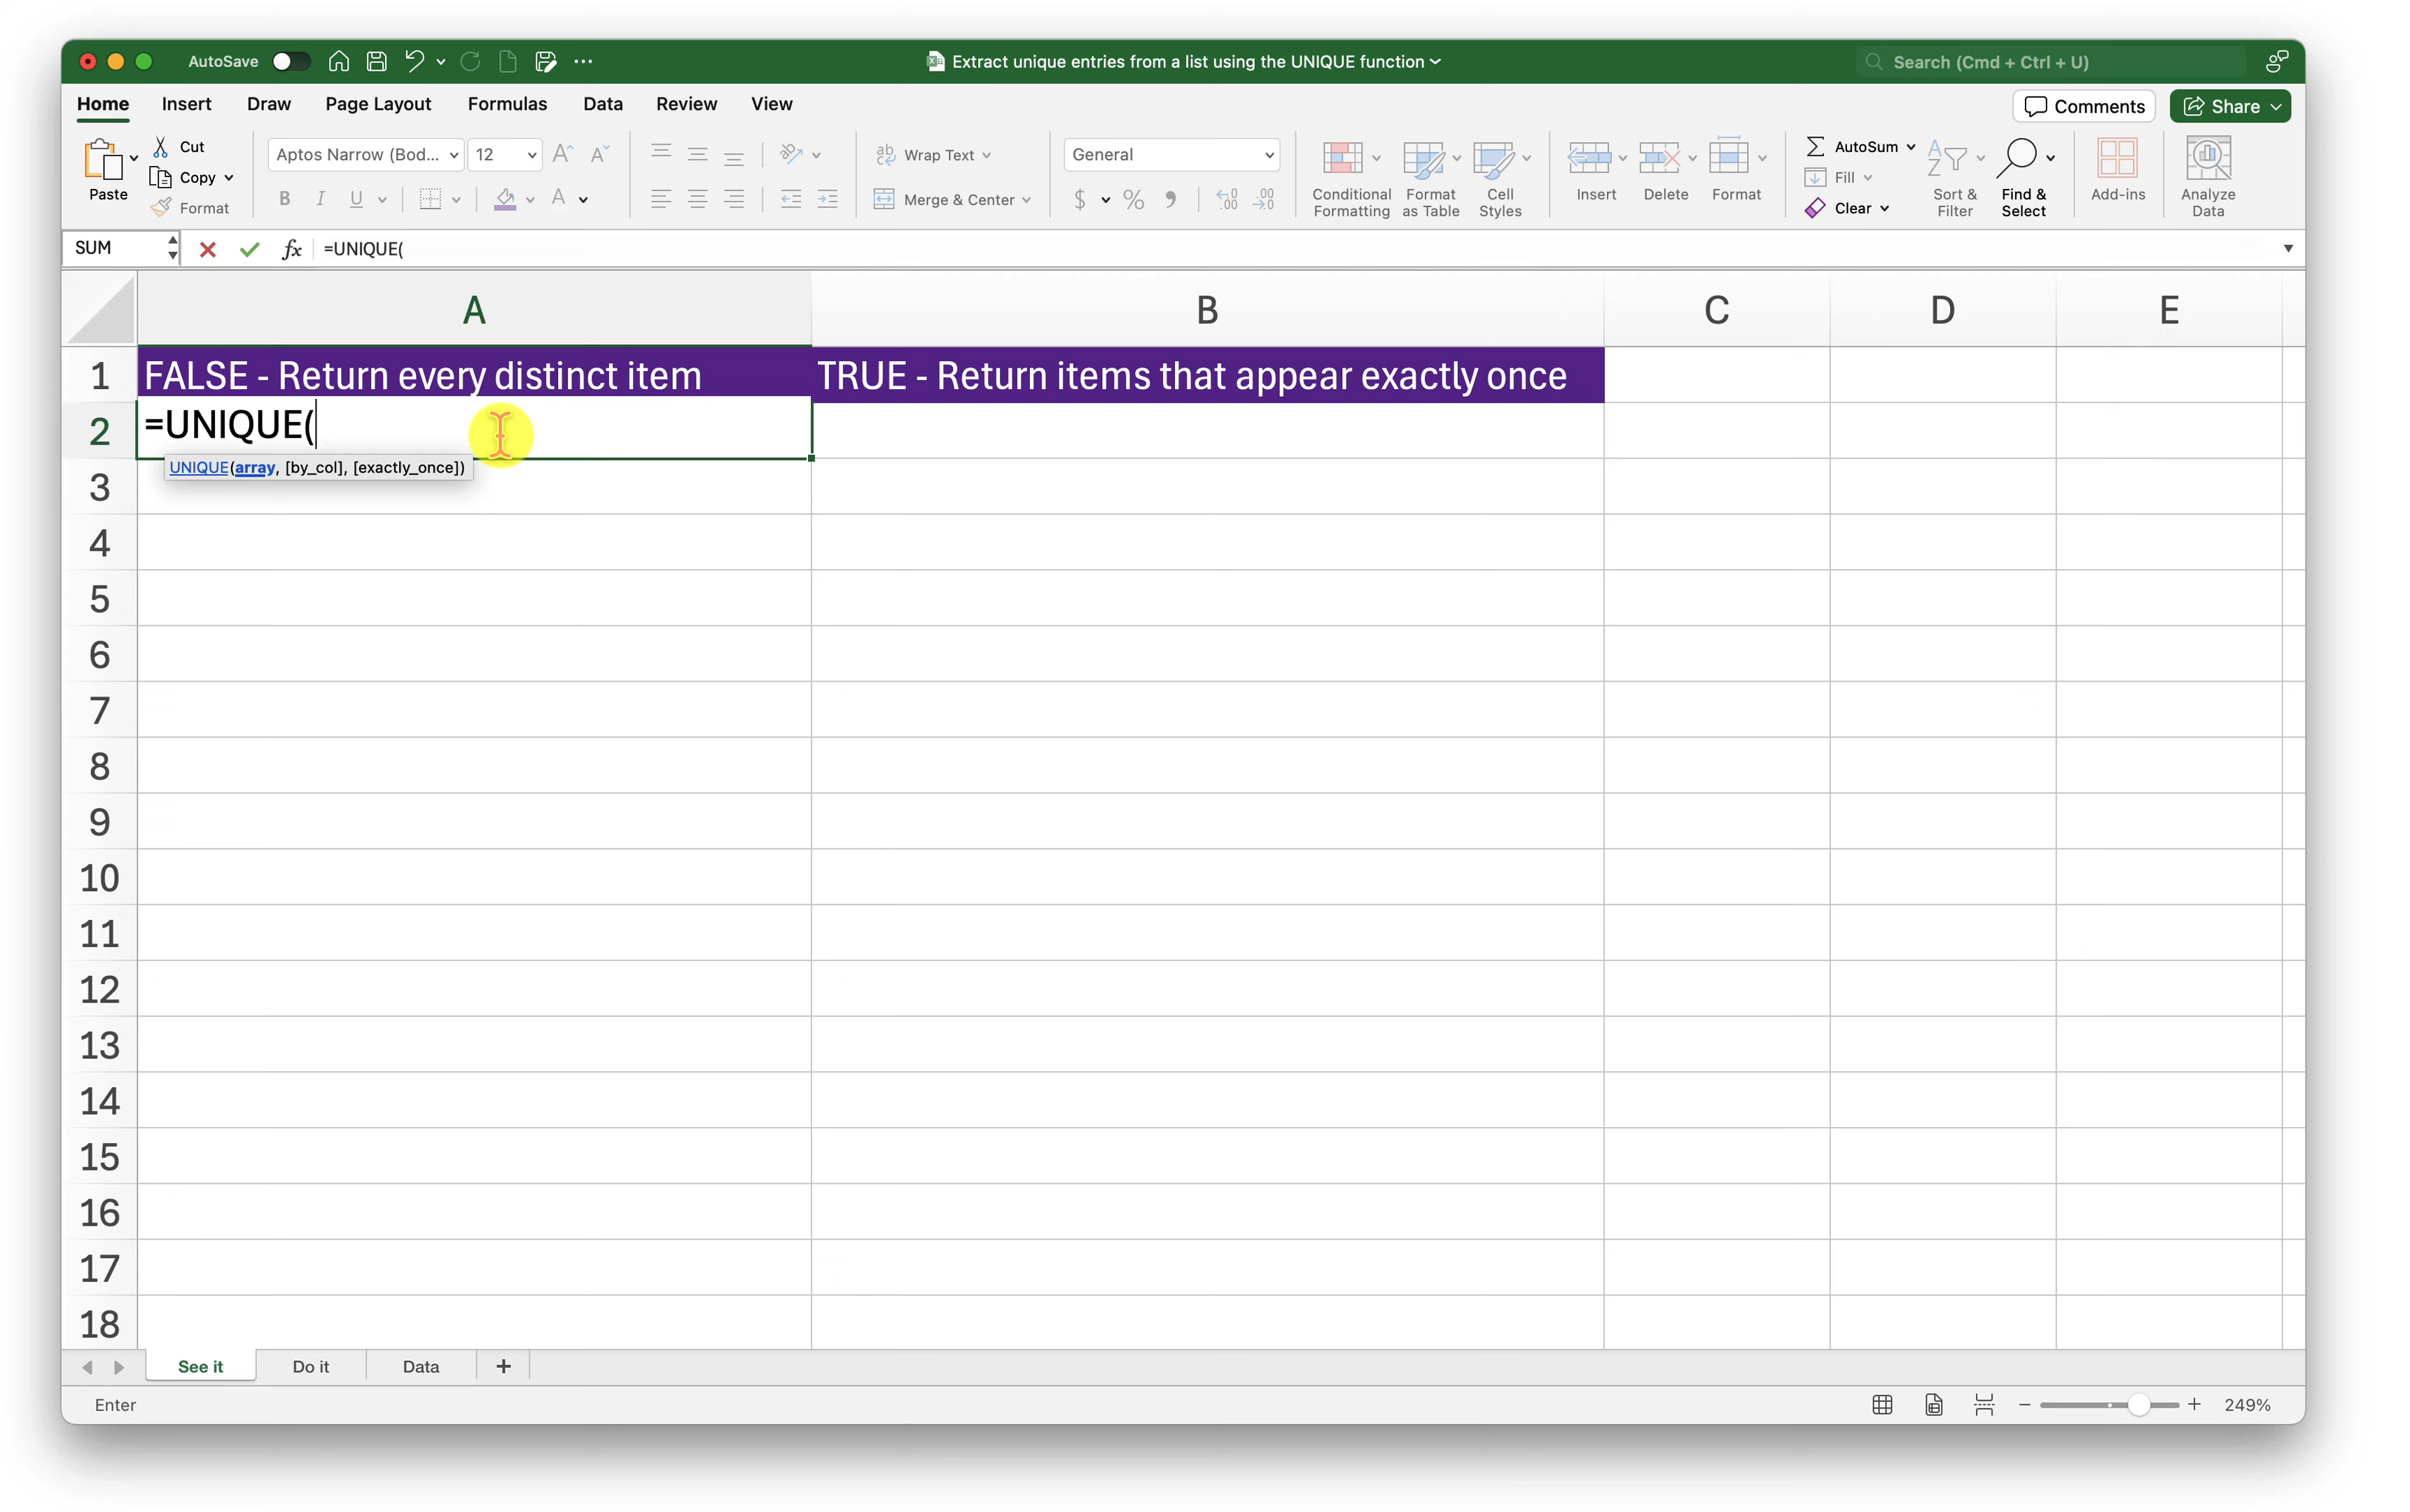 AutoSave
Extract unique entries from a list using the UNIQUE function
Search (Cmd + Ctrl + U)
Home Insert Draw Page Layout Formulas Data Review View
Comments Share
Paste
Cut
Copy
Format
Aptos Narrow (Bod... 12
B I U A
ab Wrap Text
Merge & Center
General
$ % 9
Conditional Formatting
Format as Table
Cell Styles
Insert
Delete
Format
AutoSum
Fill
Clear
Sort & Filter
Find & Select
Add-ins
Analyze Data
SUM fx =UNIQUE(
A B C D E
1 FALSE - Return every distinct item TRUE - Return items that appear exactly once
2 =UNIQUE(
UNIQUE(array, [by_col], [exactly_once])
3
4
5
6
7
8
9
10
11
12
13
14
15
16
17
18
See it Do it Data +
Enter
249%